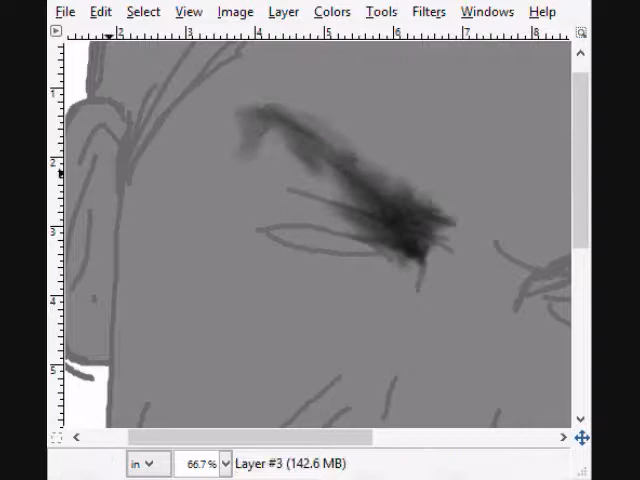 File Edit Select View Image Layer Colors Tools Filters Windows Help
2 3 4 5 6 7 8
1
2
3
4
5
in 66.7 % Layer #3 (142.6 MB)